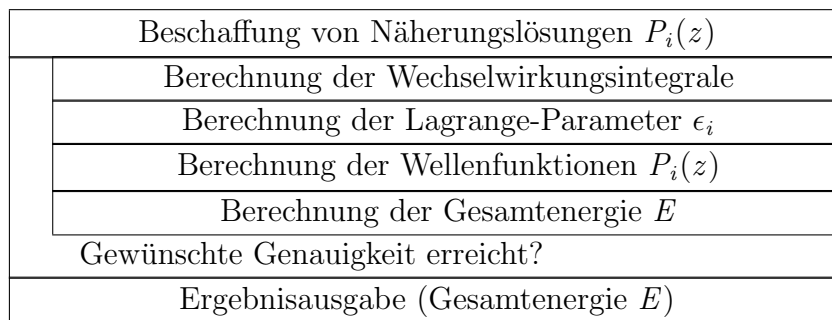 Beschaffung von Näherungslösungen P_i(z)
Berechnung der Wechselwirkungsintegrale
Berechnung der Lagrange-Parameter ϵ_i
Berechnung der Wellenfunktionen P_i(z)
Berechnung der Gesamtenergie E
Gewünschte Genauigkeit erreicht?
Ergebnisausgabe (Gesamtenergie E)